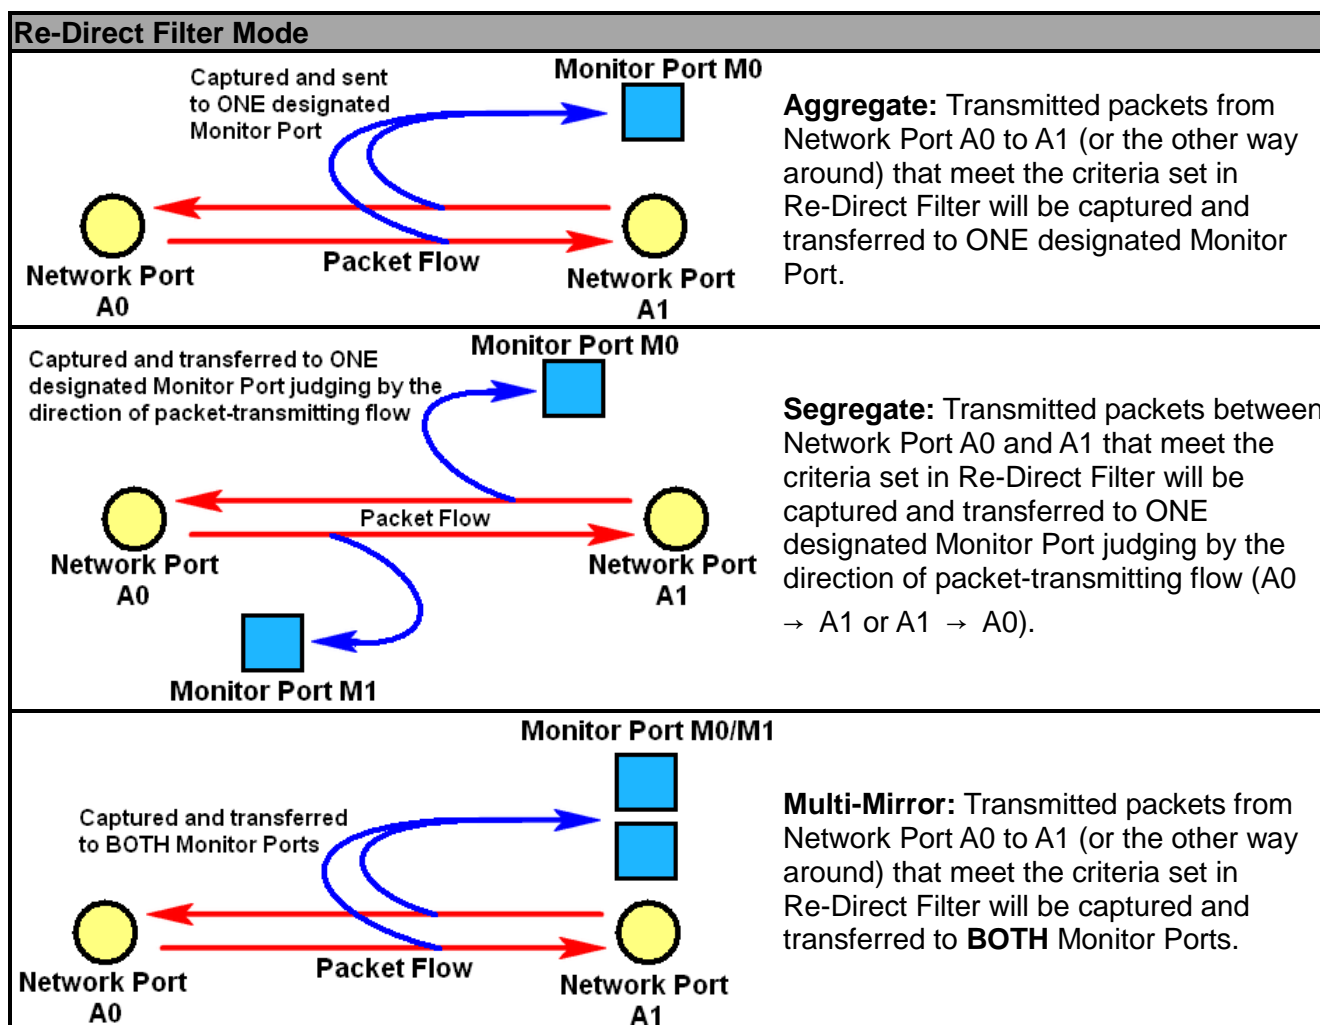 Re-Direct Filter Mode
Captured and sent
to ONE designated
Monitor Port
Monitor Port M0
Packet Flow
Network Port
A0
Network Port
A1
Aggregate: Transmitted packets from
Network Port A0 to A1 (or the other way
around) that meet the criteria set in
Re-Direct Filter will be captured and
transferred to ONE designated Monitor
Port.
Captured and transferred to ONE
designated Monitor Port judging by the
direction of packet-transmitting flow
Monitor Port M0
Packet Flow
Network Port
A0
Network Port
A1
Monitor Port M1
Segregate: Transmitted packets between
Network Port A0 and A1 that meet the
criteria set in Re-Direct Filter will be
captured and transferred to ONE
designated Monitor Port judging by the
direction of packet-transmitting flow (A0
→ A1 or A1 → A0).
Monitor Port M0/M1
Captured and transferred
to BOTH Monitor Ports
Packet Flow
Network Port
A0
Network Port
A1
Multi-Mirror: Transmitted packets from
Network Port A0 to A1 (or the other way
around) that meet the criteria set in
Re-Direct Filter will be captured and
transferred to BOTH Monitor Ports.